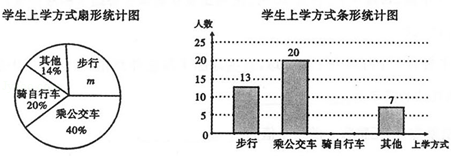 学生上学方式扇形统计图
其他
14%
步行
m
骑自行车
20%
乘公交车
40%
学生上学方式条形统计图
人数
25
20
15
10
5
0
13
20
7
步行
乘公交车
骑自行车
其他
上学方式